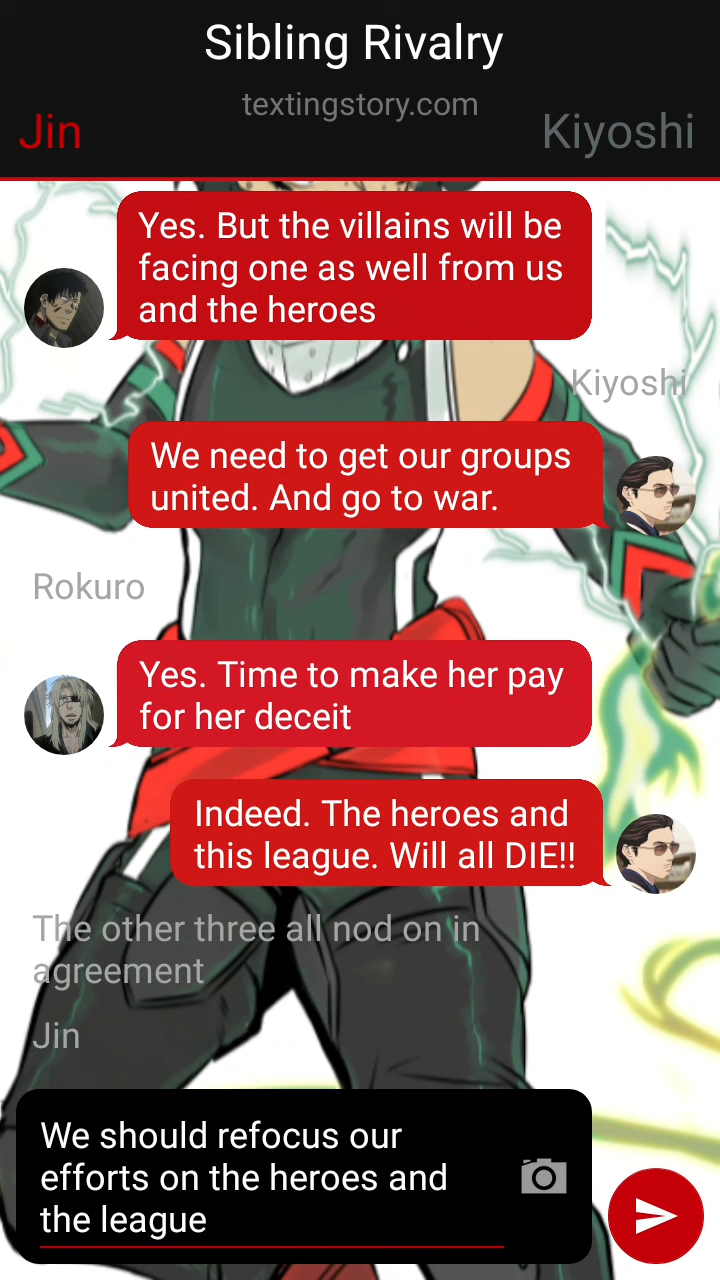 Sibling Rivalry
textingstory.com
Jin
Kiyoshi
Yes. But the villains will be
facing one as well from us
and the heroes
Kiyoshi
We need to get our groups
united. And go to war.
Rokuro
Yes. Time to make her pay
for her deceit
Indeed. The heroes and
this league. Will all DIE!!
The other three all nod on in
agreement
Jin
We should refocus our
efforts on the heroes and
the league